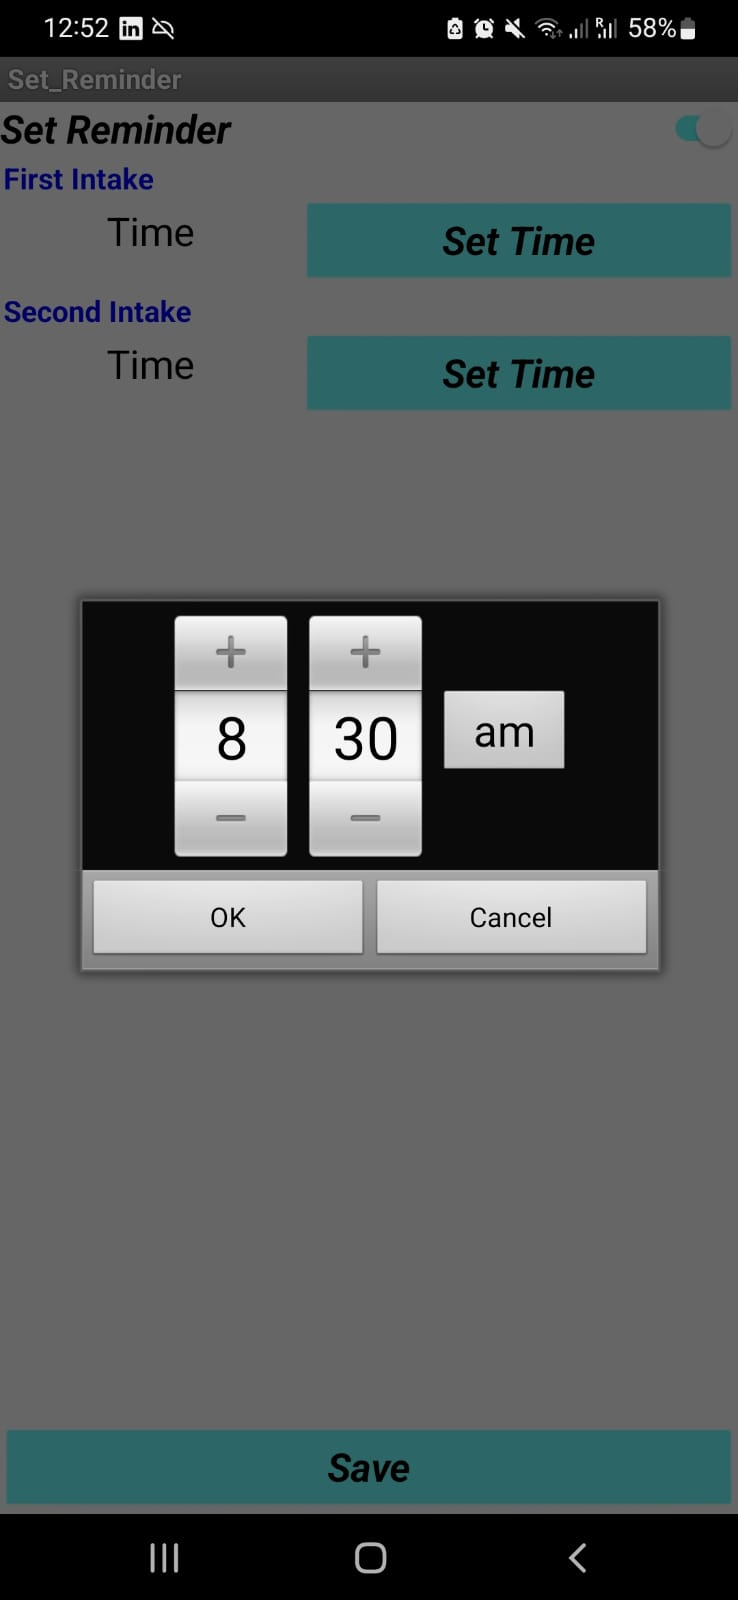 12:52 in 58%
Set_Reminder
Set Reminder
First Intake
Time Set Time
Second Intake
Time Set Time
+ +
8 30 am
− −
OK Cancel
Save